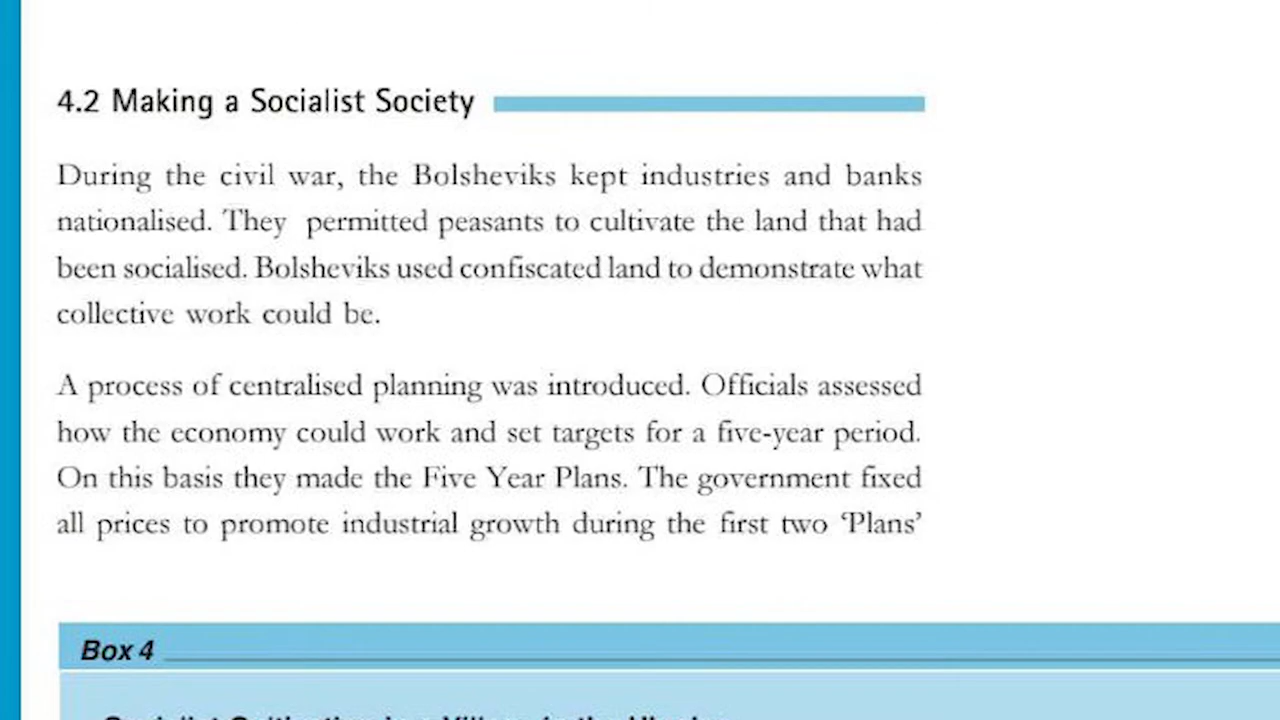 4.2 Making a Socialist Society
During the civil war, the Bolsheviks kept industries and banks
nationalised. They permitted peasants to cultivate the land that had
been socialised. Bolsheviks used confiscated land to demonstrate what
collective work could be.
A process of centralised planning was introduced. Officials assessed
how the economy could work and set targets for a five-year period.
On this basis they made the Five Year Plans. The government fixed
all prices to promote industrial growth during the first two ‘Plans’
Box 4